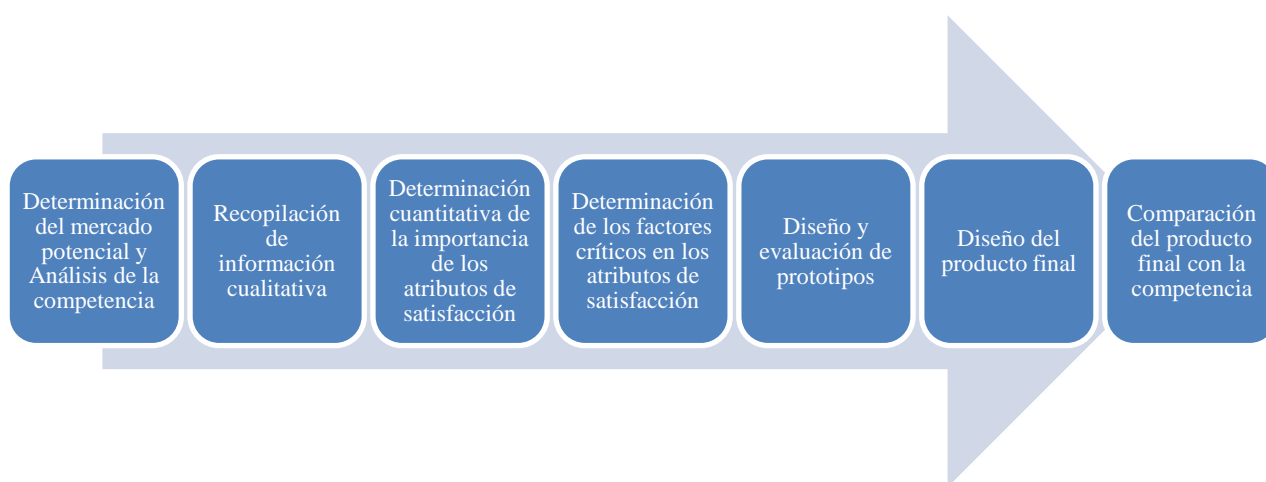 Determinación
del mercado
potencial y
Análisis de la
competencia
Recopilación
de
información
cualitativa
Determinación
cuantitativa de
la importancia
de los
atributos de
satisfacción
Determinación
de los factores
críticos en los
atributos de
satisfacción
Diseño y
evaluación de
prototipos
Diseño del
producto final
Comparación
del producto
final con la
competencia